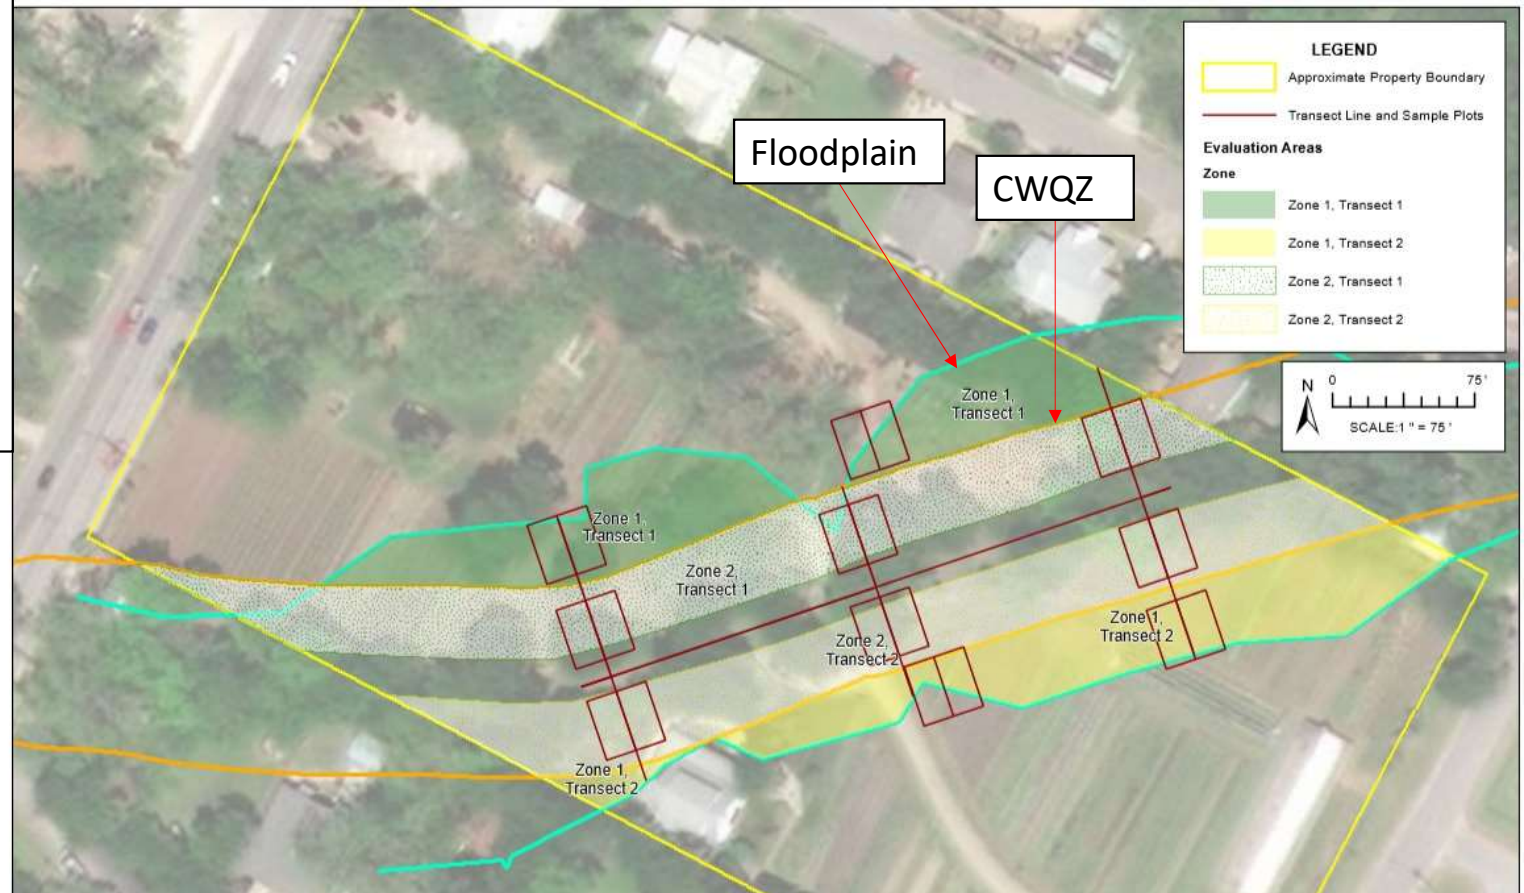 Floodplain
CWQZ
LEGEND
Approximate Property Boundary
Transect Line and Sample Plots
Evaluation Areas
Zone
Zone 1, Transect 1
Zone 1, Transect 2
Zone 2, Transect 1
Zone 2, Transect 2
N
0 75'
SCALE:1 " = 75 '
Zone 1,
Transect 1
Zone 1,
Transect 1
Zone 2,
Transect 1
Zone 2,
Transect 2
Zone 1,
Transect 2
Zone 1,
Transect 2